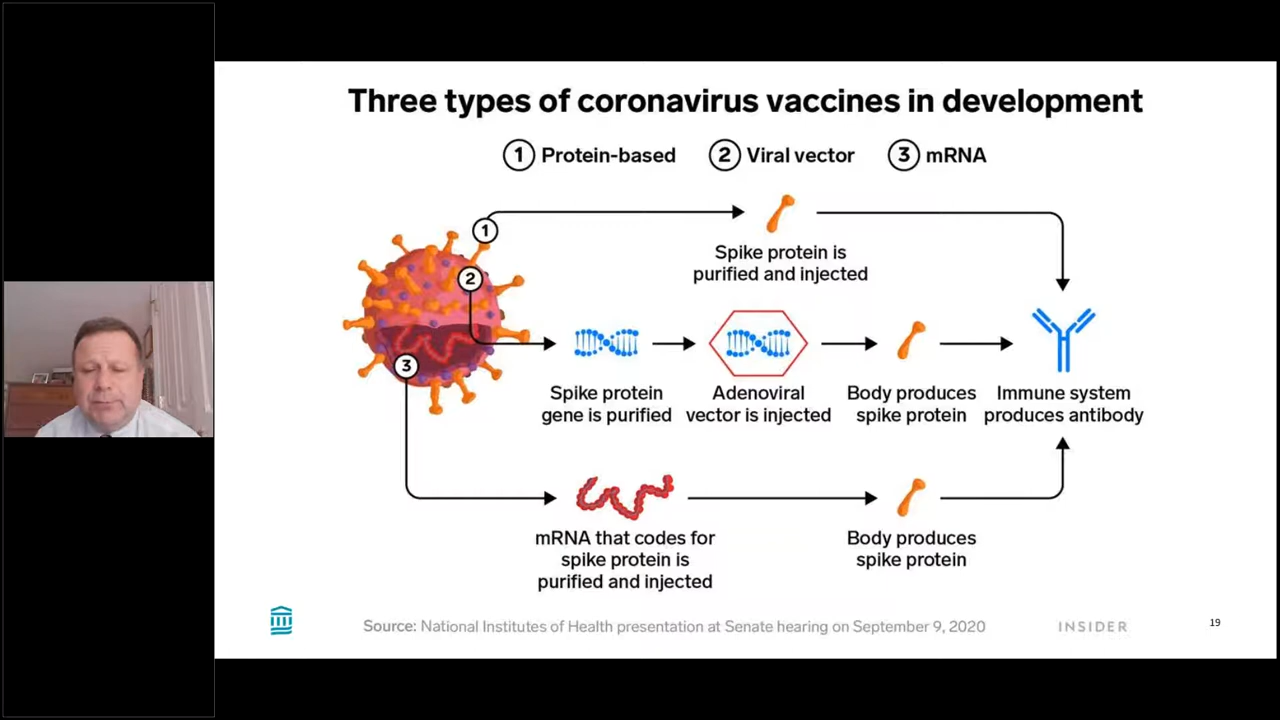 Three types of coronavirus vaccines in development
1 Protein-based 2 Viral vector 3 mRNA
1
Spike protein is
purified and injected
2
Spike protein
gene is purified
Adenoviral
vector is injected
Body produces
spike protein
Immune system
produces antibody
3
mRNA that codes for
spike protein is
purified and injected
Body produces
spike protein
Source: National Institutes of Health presentation at Senate hearing on September 9, 2020
INSIDER
19